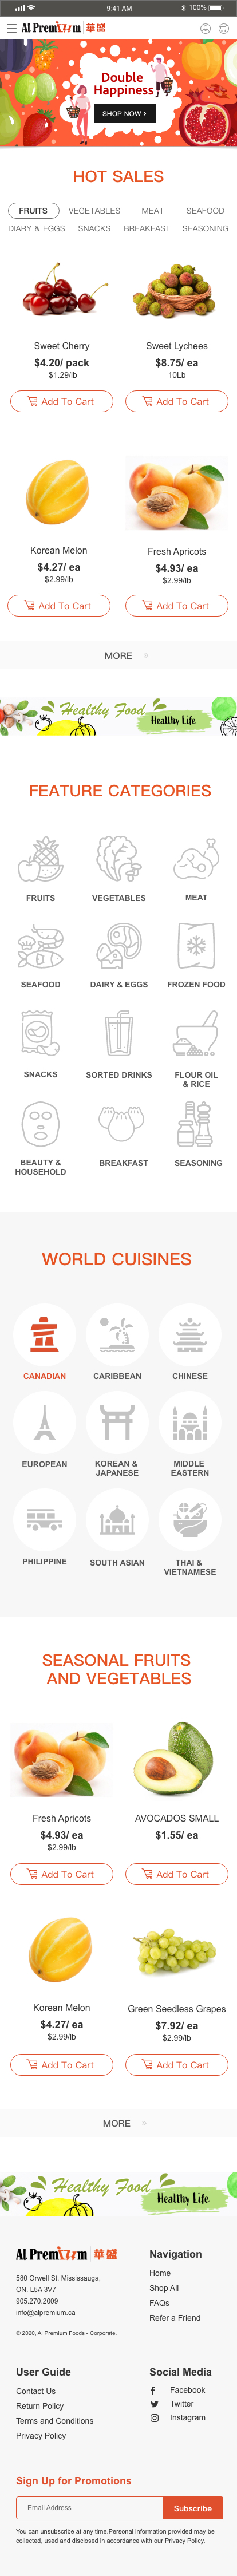 9:41 AM
100%
Al Premium 華盛
Double
Happiness
SHOP NOW
HOT SALES
FRUITS VEGETABLES MEAT SEAFOOD
DIARY & EGGS SNACKS BREAKFAST SEASONING
Sweet Cherry
$4.20/ pack
$1.29/lb
Add To Cart
Sweet Lychees
$8.75/ ea
10Lb
Add To Cart
Korean Melon
$4.27/ ea
$2.99/lb
Add To Cart
Fresh Apricots
$4.93/ ea
$2.99/lb
Add To Cart
MORE »
Healthy Food
Healthy Life
FEATURE CATEGORIES
FRUITS
VEGETABLES
MEAT
SEAFOOD
DAIRY & EGGS
FROZEN FOOD
SNACKS
SORTED DRINKS
FLOUR OIL
& RICE
BEAUTY &
HOUSEHOLD
BREAKFAST
SEASONING
WORLD CUISINES
CANADIAN
CARIBBEAN
CHINESE
EUROPEAN
KOREAN &
JAPANESE
MIDDLE
EASTERN
PHILIPPINE
SOUTH ASIAN
THAI &
VIETNAMESE
SEASONAL FRUITS
AND VEGETABLES
Fresh Apricots
$4.93/ ea
$2.99/lb
Add To Cart
AVOCADOS SMALL
$1.55/ ea
Add To Cart
Korean Melon
$4.27/ ea
$2.99/lb
Add To Cart
Green Seedless Grapes
$7.92/ ea
$2.99/lb
Add To Cart
MORE »
Healthy Food
Healthy Life
Al Premium 華盛
580 Orwell St. Mississauga,
ON. L5A 3V7
905.270.2009
info@alpremium.ca
© 2020, Al Premium Foods - Corporate.
Navigation
Home
Shop All
FAQs
Refer a Friend
User Guide
Contact Us
Return Policy
Terms and Conditions
Privacy Policy
Social Media
Facebook
Twitter
Instagram
Sign Up for Promotions
Email Address
Subscribe
You can unsubscribe at any time.Personal information provided may be
collected, used and disclosed in accordance with our Privacy Policy.